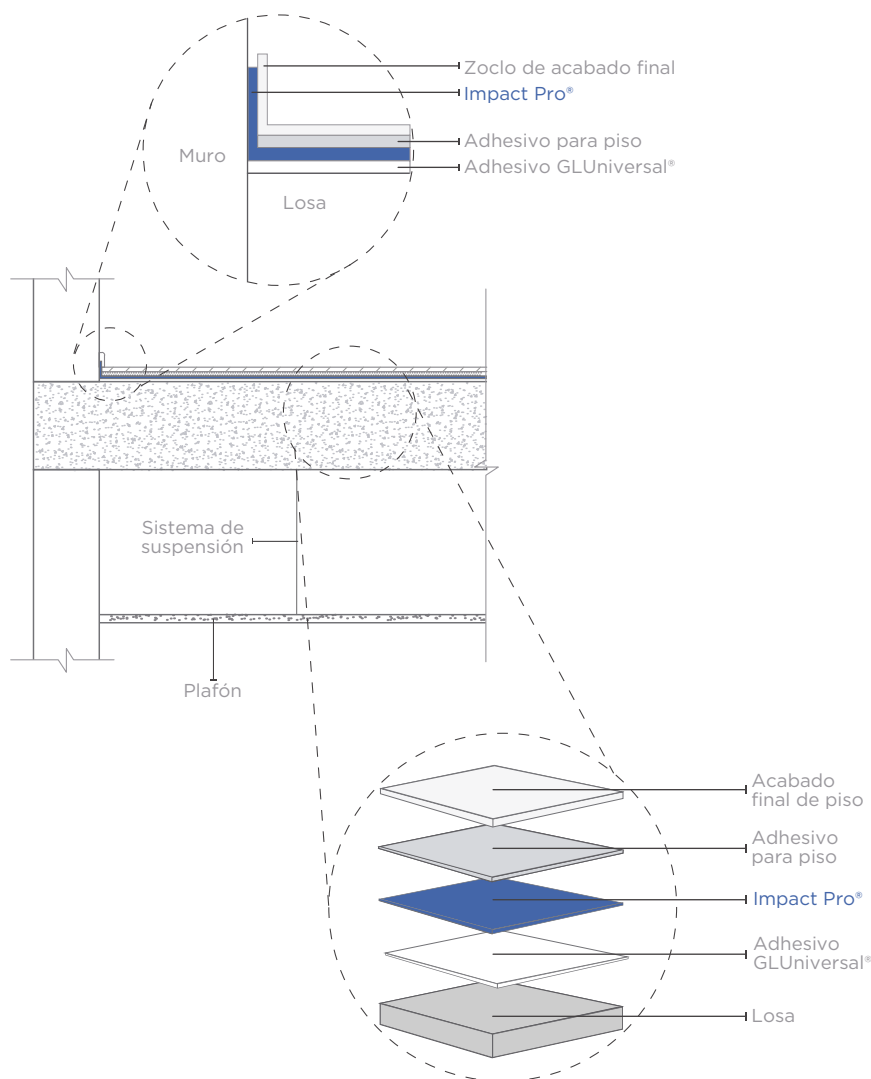 Zoclo de acabado final
Impact Pro®
Adhesivo para piso
Adhesivo GLUniversal®
Muro
Losa
Sistema de
suspensión
Plafón
Acabado
final de piso
Adhesivo
para piso
Impact Pro®
Adhesivo
GLUniversal®
Losa